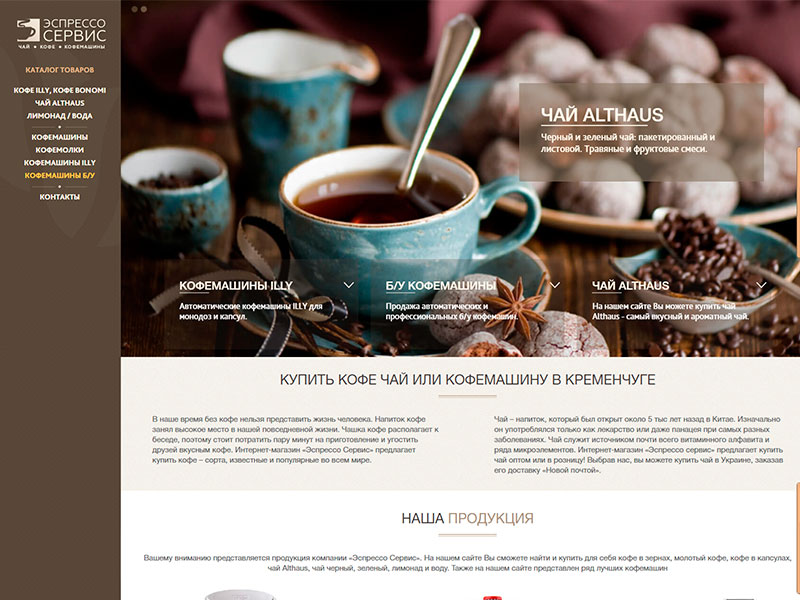 ЭСПРЕССО
СЕРВИС
ЧАЙ • КОФЕ • КОФЕМАШИНЫ
КАТАЛОГ ТОВАРОВ
КОФЕ ILLY, КОФЕ BONOMI
ЧАЙ ALTHAUS
ЛИМОНАД / ВОДА
КОФЕМАШИНЫ
КОФЕМОЛКИ
КОФЕМАШИНЫ ILLY
КОФЕМАШИНЫ Б/У
КОНТАКТЫ
ЧАЙ ALTHAUS
Черный и зеленый чай: пакетированный и
листовой. Травяные и фруктовые смеси.
КОФЕМАШИНЫ ILLY
Автоматические кофемашины ILLY для
монодоз и капсул.
Б/У КОФЕМАШИНЫ
Продажа автоматических и
профессиональных б/у кофемашин.
ЧАЙ ALTHAUS
На нашем сайте Вы можете купить чай
Althaus - самый вкусный и ароматный чай.
КУПИТЬ КОФЕ ЧАЙ ИЛИ КОФЕМАШИНУ В КРЕМЕНЧУГЕ
В наше время без кофе нельзя представить жизнь человека. Напиток кофе
занял высокое место в нашей повседневной жизни. Чашка кофе располагает к
беседе, поэтому стоит потратить пару минут на приготовление и угостить
друзей вкусным кофе. Интернет-магазин «Эспрессо Сервис» предлагает
купить кофе – сорта, известные и популярные во всем мире.
Чай – напиток, который был открыт около 5 тыс лет назад в Китае. Изначально
он употреблялся только как лекарство или даже панацея при самых разных
заболеваниях. Чай служит источником почти всего витаминного алфавита и
ряда микроэлементов. Интернет-магазин «Эспрессо сервис» предлагает купить
чай оптом или в розницу! Выбрав нас, вы можете купить чай в Украине, заказав
его доставку «Новой почтой».
НАША ПРОДУКЦИЯ
Вашему вниманию представляется продукция компании «Эспрессо Сервис». На нашем сайте Вы сможете найти и купить для себя кофе в зернах, молотый кофе, кофе в капсулах,
чай Althaus, чай черный, зеленый, лимонад и воду. Также на нашем сайте представлен ряд лучших кофемашин